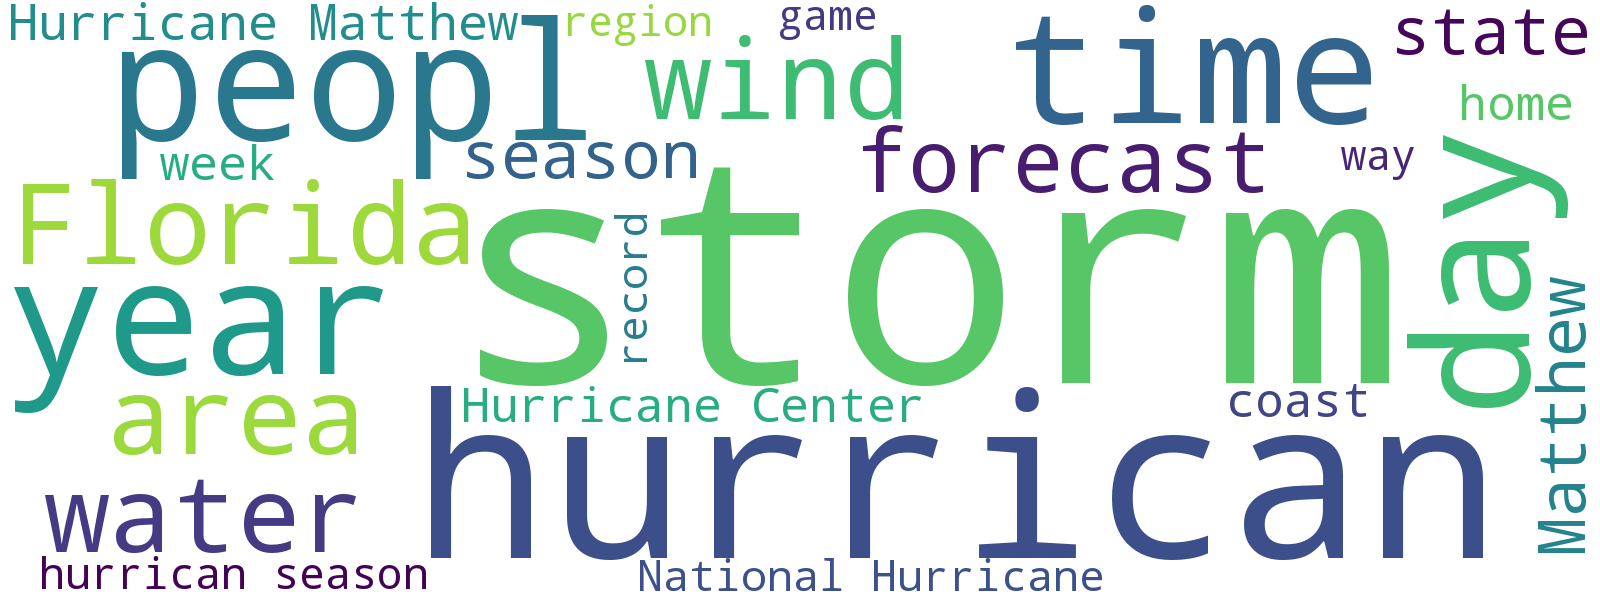 Hurricane Matthew
region
game
state
peopl
wind
time
home
week
season
forecast
way
Florida
storm
day
record
year
Matthew
area
Hurricane Center
coast
hurrican
water
hurrican season
National Hurricane